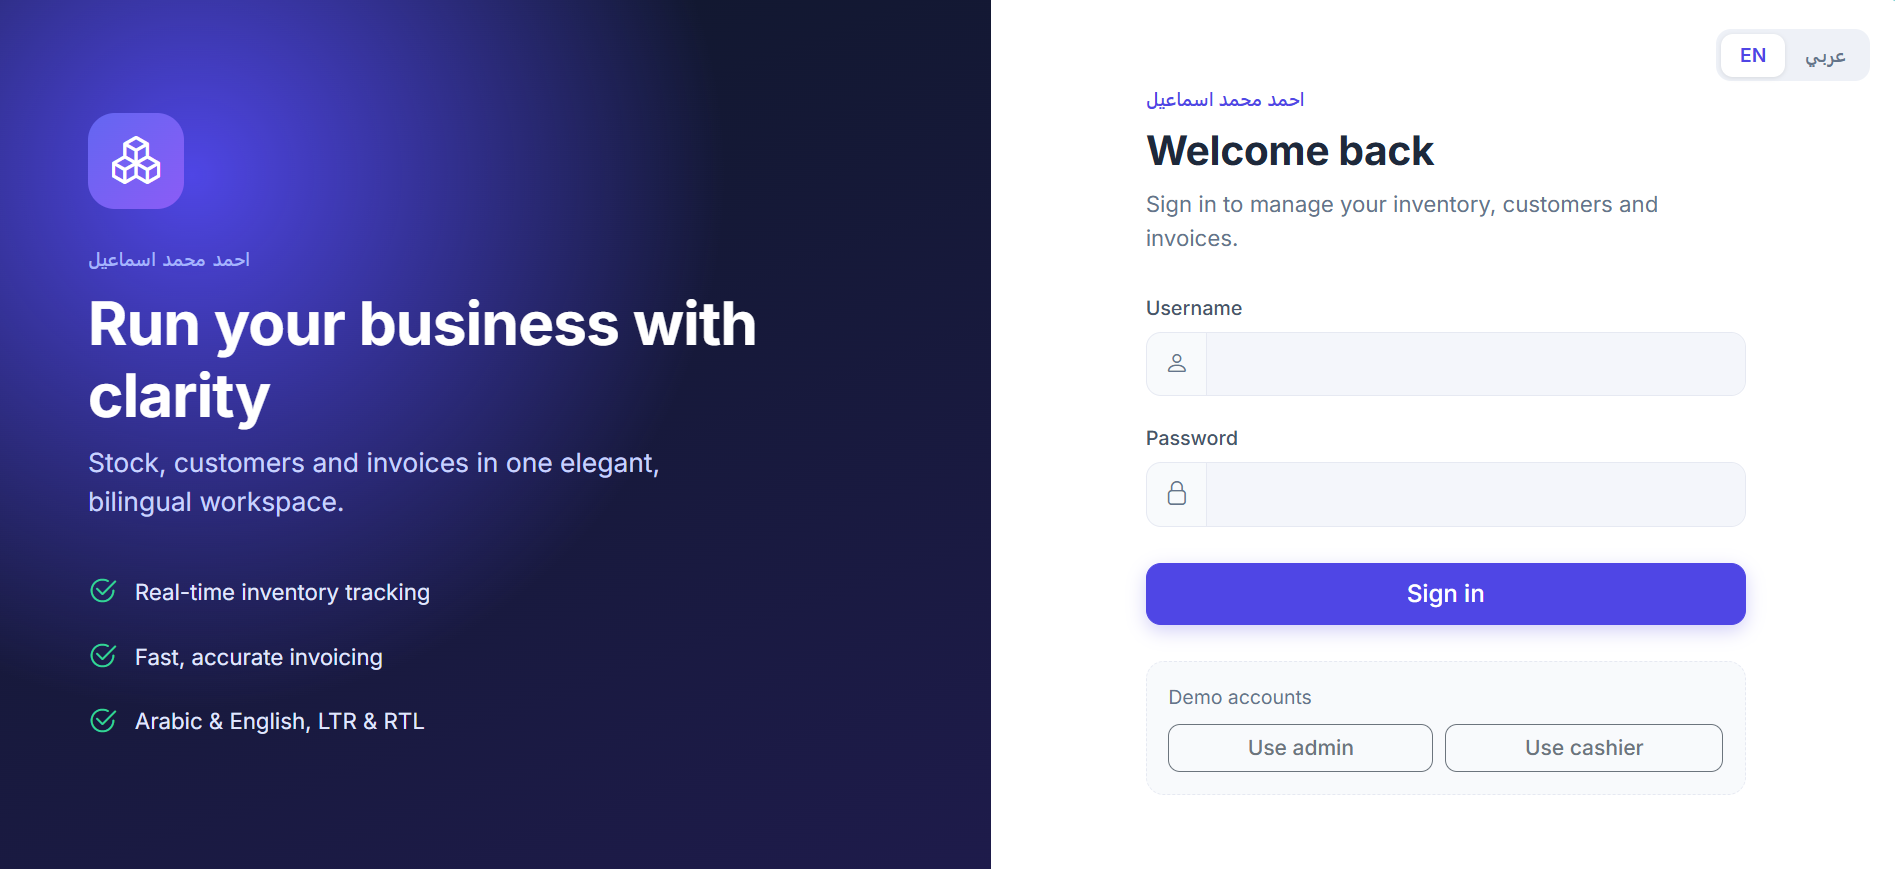 احمد محمد اسماعيل
Run your business with
clarity
Stock, customers and invoices in one elegant,
bilingual workspace.
Real-time inventory tracking
Fast, accurate invoicing
Arabic & English, LTR & RTL
EN
عربي
احمد محمد اسماعيل
Welcome back
Sign in to manage your inventory, customers and
invoices.
Username
Password
Sign in
Demo accounts
Use admin
Use cashier